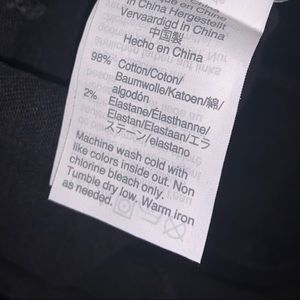 in China Hergestellt
Vervaardigd in China
中国製
Hecho en China
98% Cotton/Coton/
Baumwolle/Katoen/綿/
algodón
2% Elastane/Élasthanne/
Elastan/Elastaan/エラ
ステーン/elastano
Machine wash cold with
like colors inside out. Non
chlorine bleach only.
Tumble dry low. Warm iron
as needed.